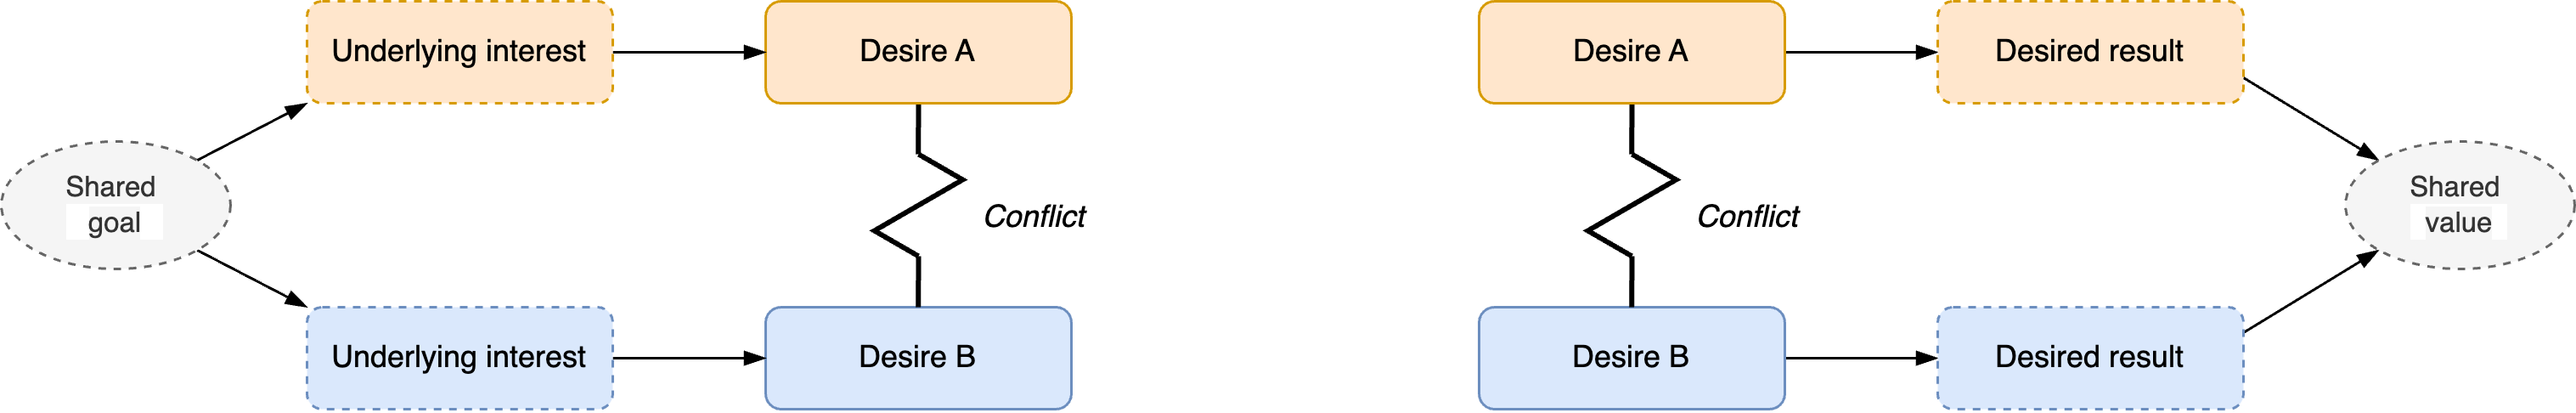 Underlying interest
Desire A
Shared
goal
Conflict
Underlying interest
Desire B
Desire A
Desired result
Conflict
Shared
value
Desire B
Desired result